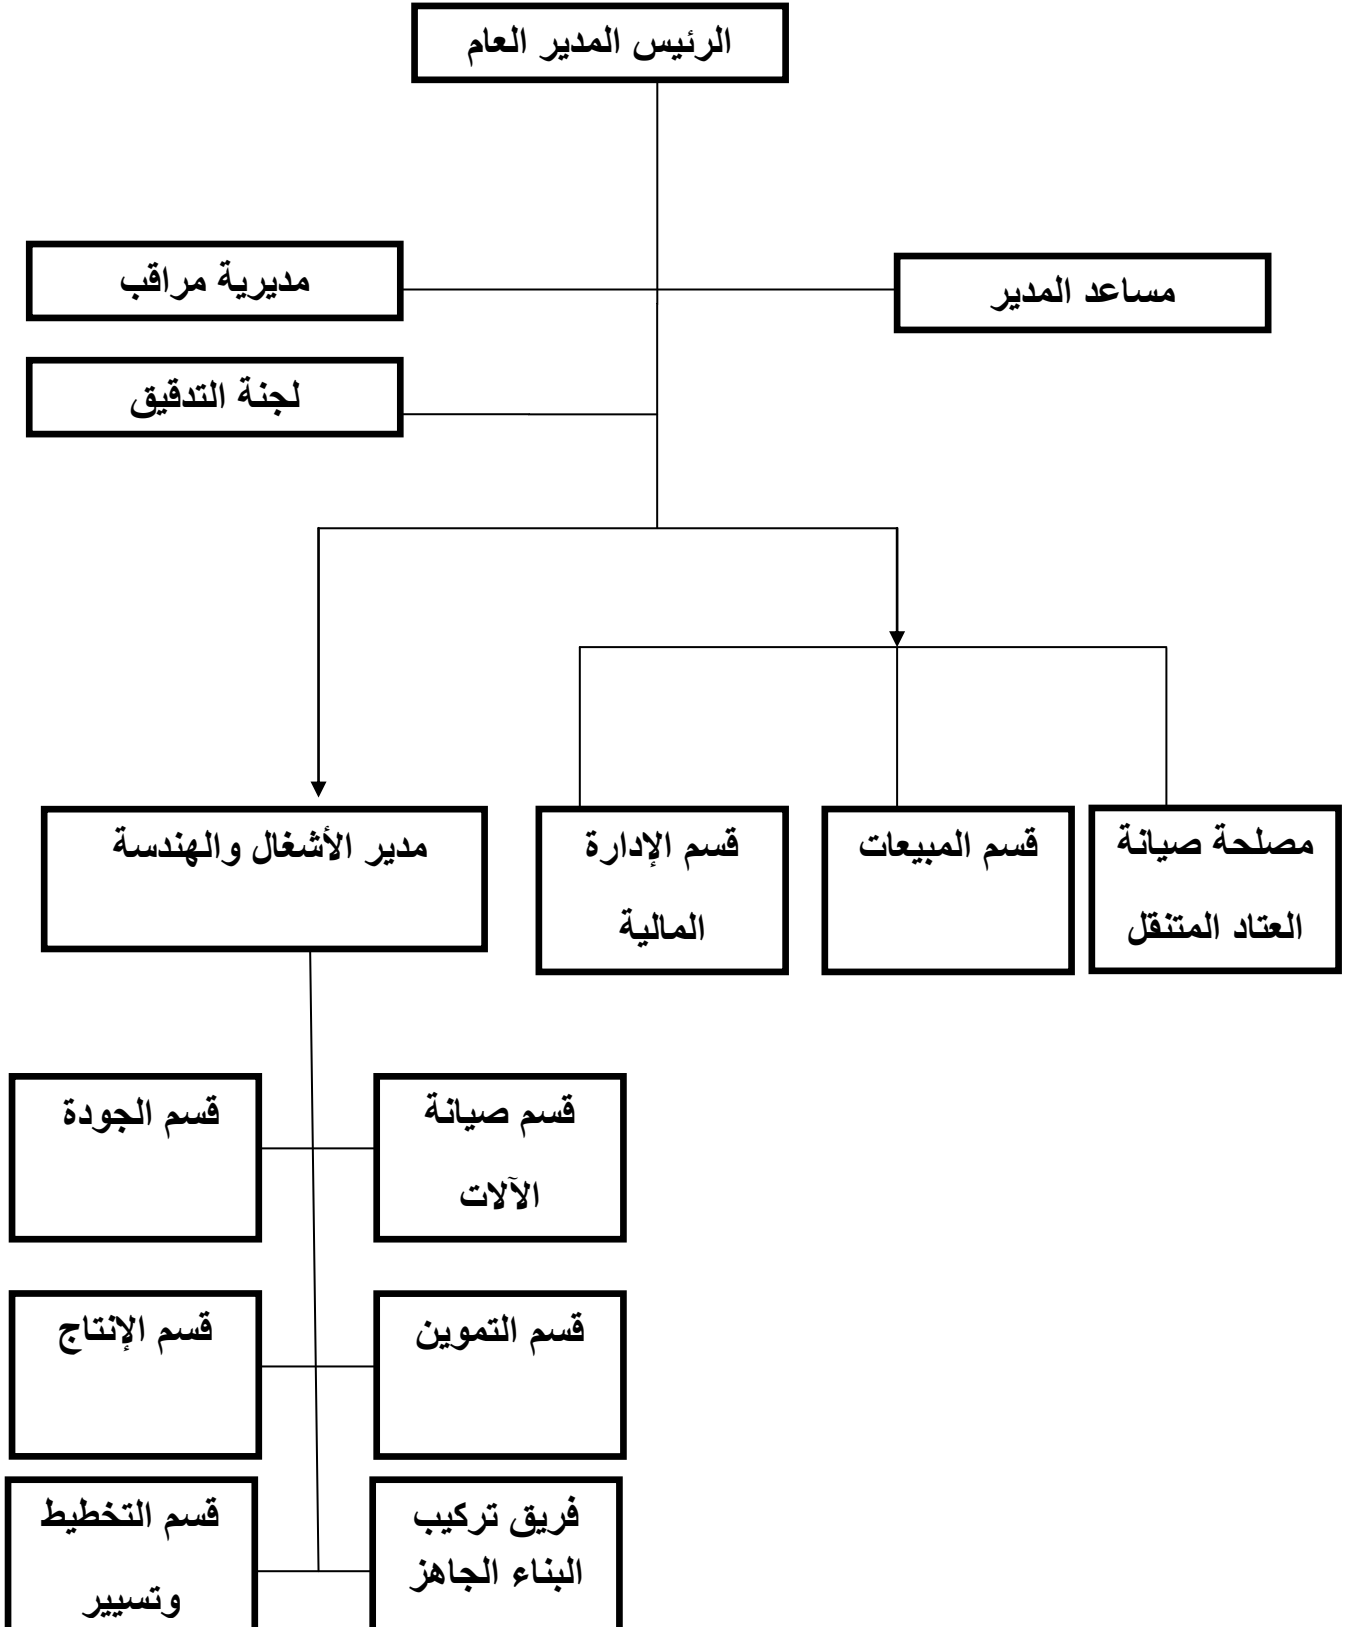 الرئيس المدير العام
مساعد المدير
مديرية مراقب
لجنة التدقيق
مصلحة صيانة
العتاد المتنقل
قسم المبيعات
قسم الإدارة
المالية
مدير الأشغال والهندسة
قسم صيانة
الآلات
قسم الجودة
قسم التموين
قسم الإنتاج
فريق تركيب
البناء الجاهز
قسم التخطيط
وتسيير